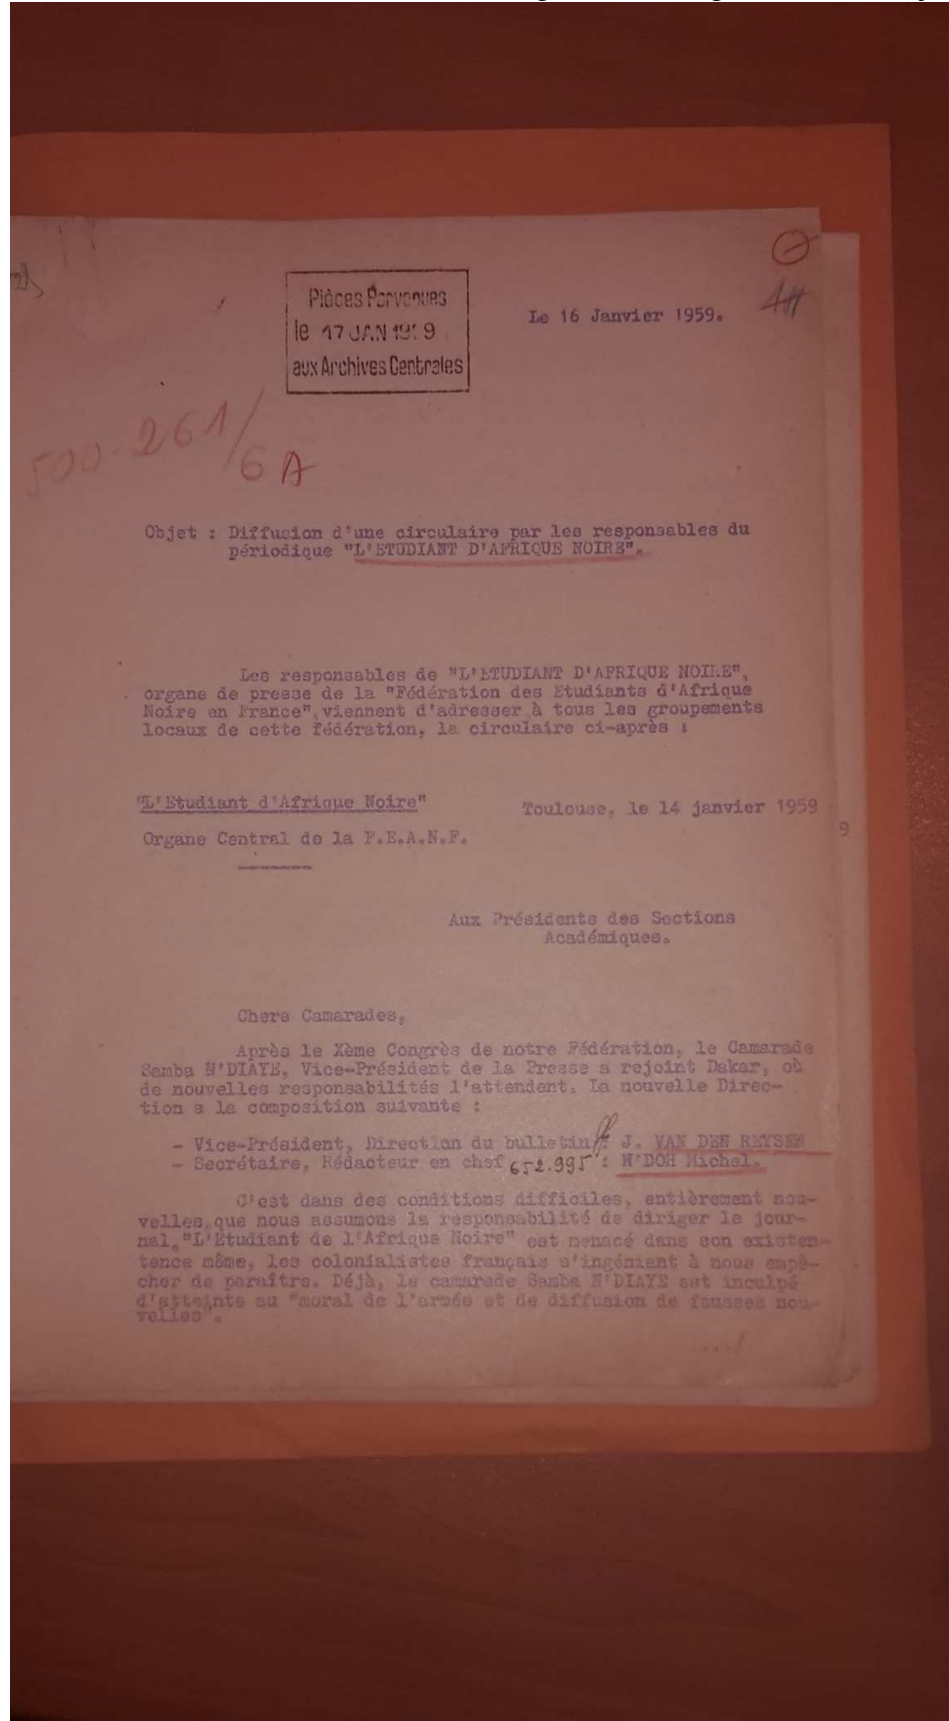 Pièces Parvenues
le 17 JAN 19 9
aux Archives Centrales
Le 16 Janvier 1959.
500-261/
6 A
Objet : Diffusion d'une circulaire par les responsables du
périodique "L'ETUDIANT D'AFRIQUE NOIRE".
Les responsables de "L'ETUDIANT D'AFRIQUE NOIRE",
organe de presse de la "Fédération des Etudiants d'Afrique
Noire en France", viennent d'adresser à tous les groupements
locaux de cette fédération, la circulaire ci-après :
"L'Etudiant d'Afrique Noire"
Toulouse, le 14 janvier 1959
9
Organe Central de la F.E.A.N.F.
Aux Présidents des Sections
Académiques.
Chers Camarades,
Après le Xème Congrès de notre Fédération, le Camarade
Samba N'DIAYE, Vice-Président de la Presse a rejoint Dakar, où
de nouvelles responsabilités l'attendent. La nouvelle Direc-
tion a la composition suivante :
- Vice-Président, Direction du bulletin : J. VAN DEN REYSEN
- Secrétaire, Rédacteur en chef 652.995 : N'DOH Michel.
C'est dans des conditions difficiles, entièrement nou-
velles, que nous assumons la responsabilité de diriger le jour-
nal. "L'Etudiant de l'Afrique Noire" est menacé dans son existen-
tence même, les colonialistes français s'ingénient à nous empê-
cher de paraître. Déjà, le camarade Samba N'DIAYE est inculpé
d'atteinte au "moral de l'armée et de diffusion de fausses nou-
velles".
..../